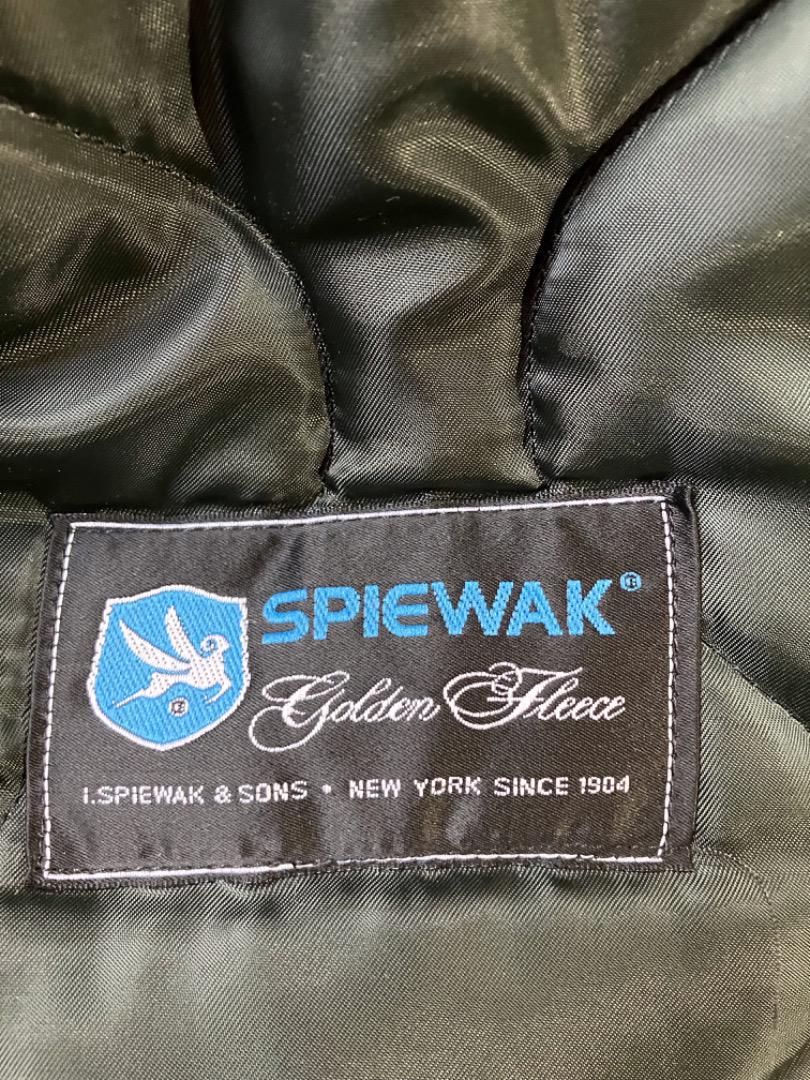 SPIEWAK®
Golden Fleece
I.SPIEWAK & SONS • NEW YORK SINCE 1904